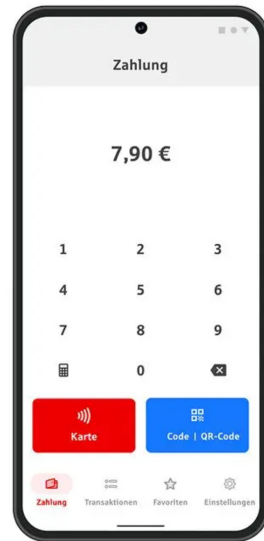 Zahlung
7,90 €
1 2 3
4 5 6
7 8 9
0
Karte
Code | QR-Code
Zahlung Transaktionen Favoriten Einstellungen